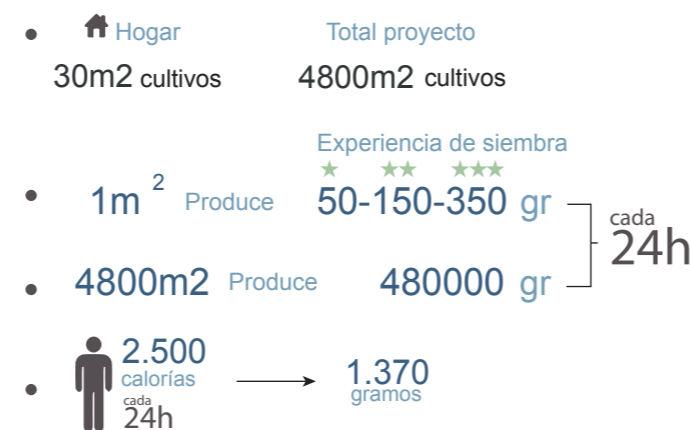 Hogar Total proyecto
30m2 cultivos 4800m2 cultivos
Experiencia de siembra
1m 2 Produce 50-150-350 gr
cada
24h
4800m2 Produce 480000 gr
2.500
calorías
cada
24h
1.370
gramos